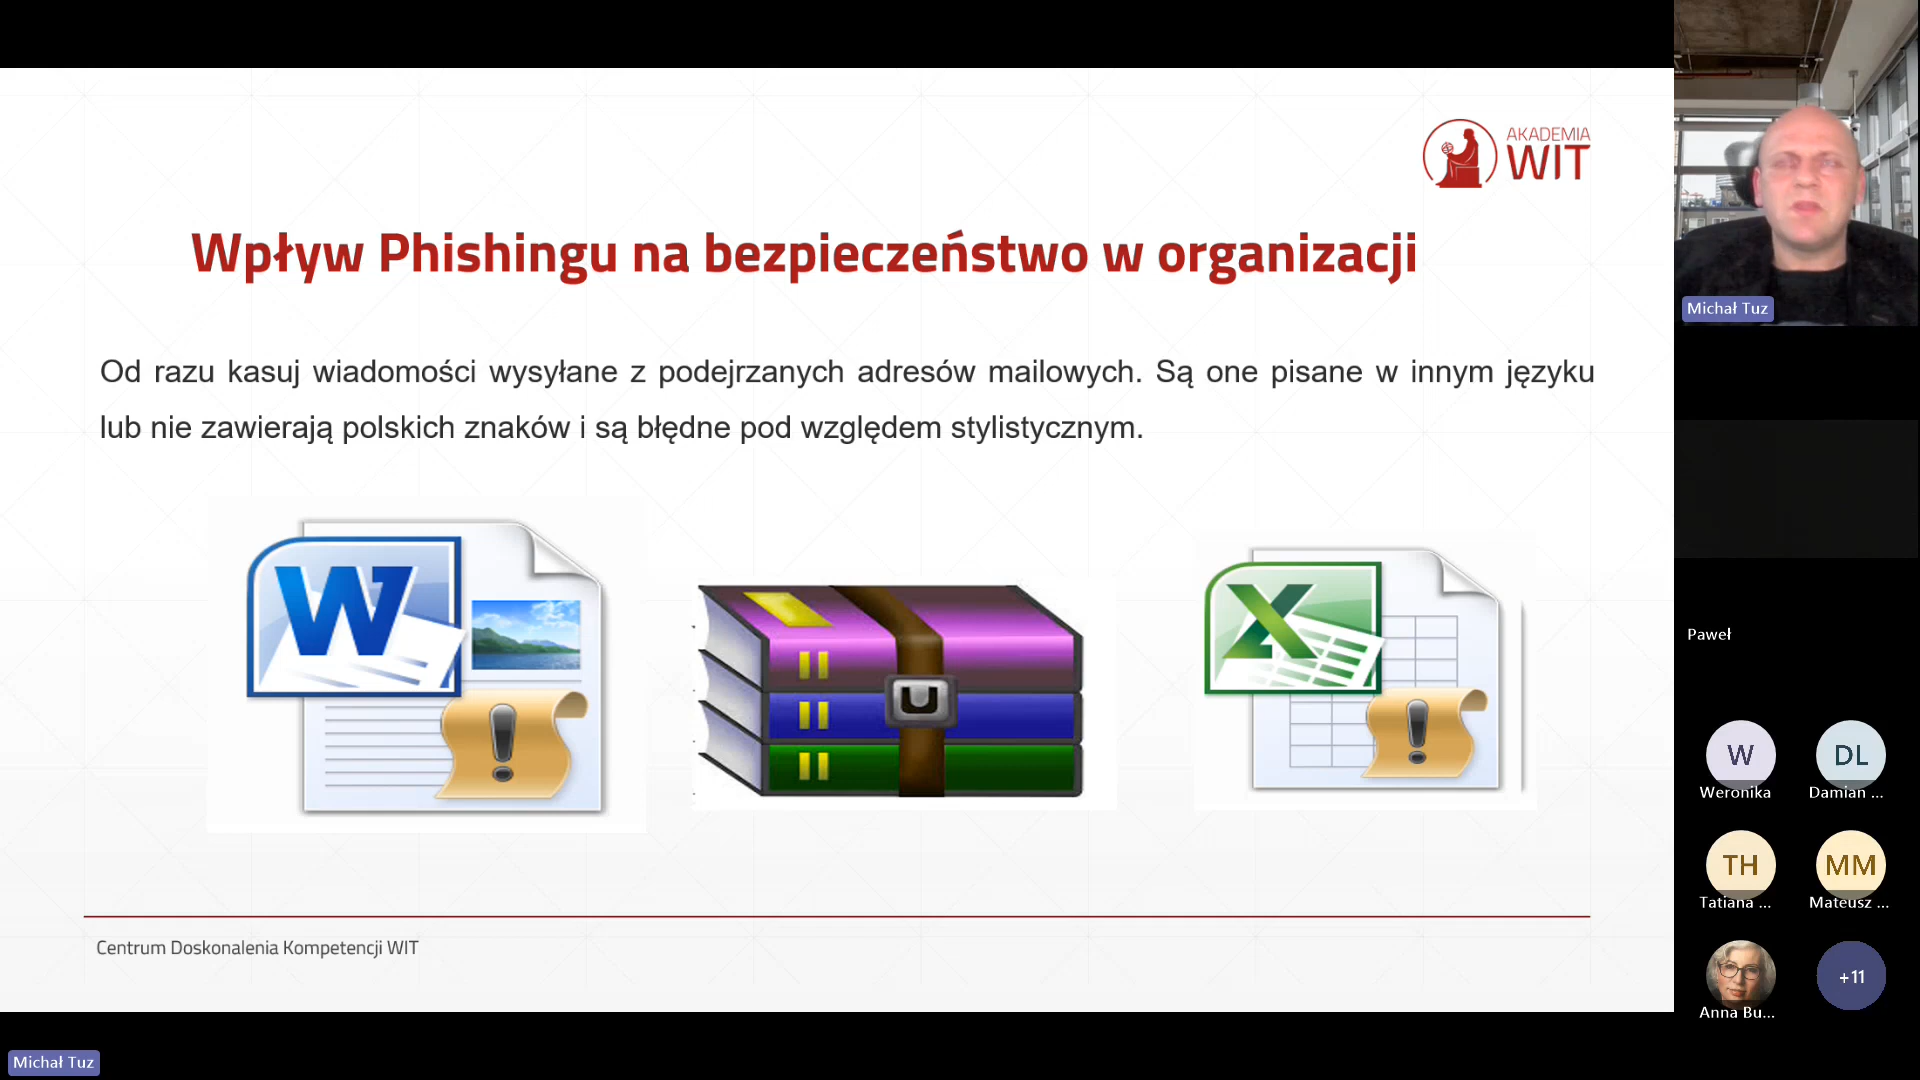 AKADEMIA
WIT
Wpływ Phishingu na bezpieczeństwo w organizacji
Od razu kasuj wiadomości wysyłane z podejrzanych adresów mailowych. Są one pisane w innym języku
lub nie zawierają polskich znaków i są błędne pod względem stylistycznym.
W
X
Centrum Doskonalenia Kompetencji WIT
Michał Tuz
Michał Tuz
Paweł
W
Weronika
DL
Damian ...
TH
Tatiana ...
MM
Mateusz ...
Anna Bu...
+11